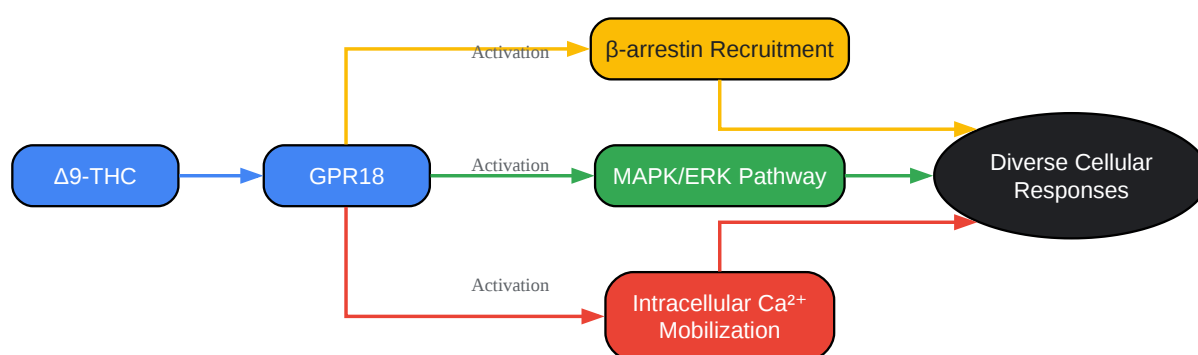 Activation
β-arrestin Recruitment
Δ9-THC
GPR18
Activation
MAPK/ERK Pathway
Diverse Cellular
Responses
Activation
Intracellular Ca²⁺
Mobilization